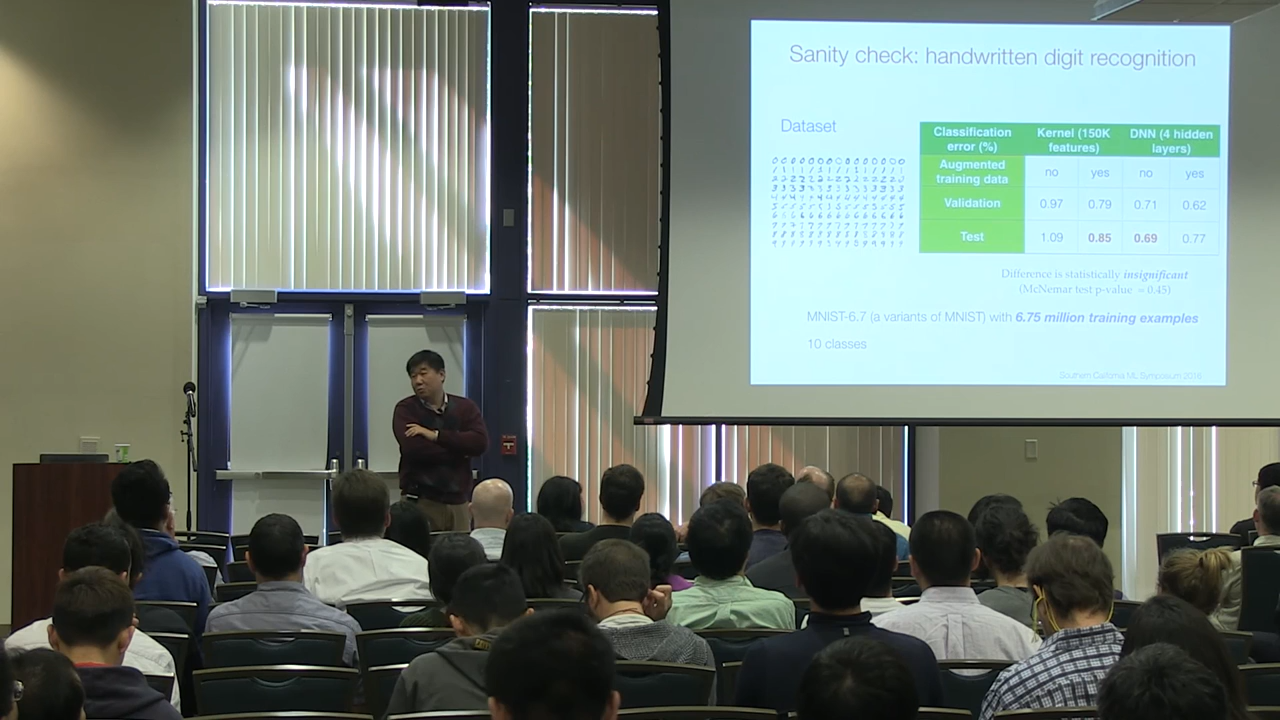 Sanity check: handwritten digit recognition
Dataset
Classification error (%) Kernel (150K features) DNN (4 hidden layers)
Augmented training data no yes no yes
Validation 0.97 0.79 0.71 0.62
Test 1.09 0.85 0.69 0.77
Difference is statistically insignificant
(McNemar test p-value = 0.45)
MNIST-6.7 (a variants of MNIST) with 6.75 million training examples
10 classes
Southern California ML Symposium 2016